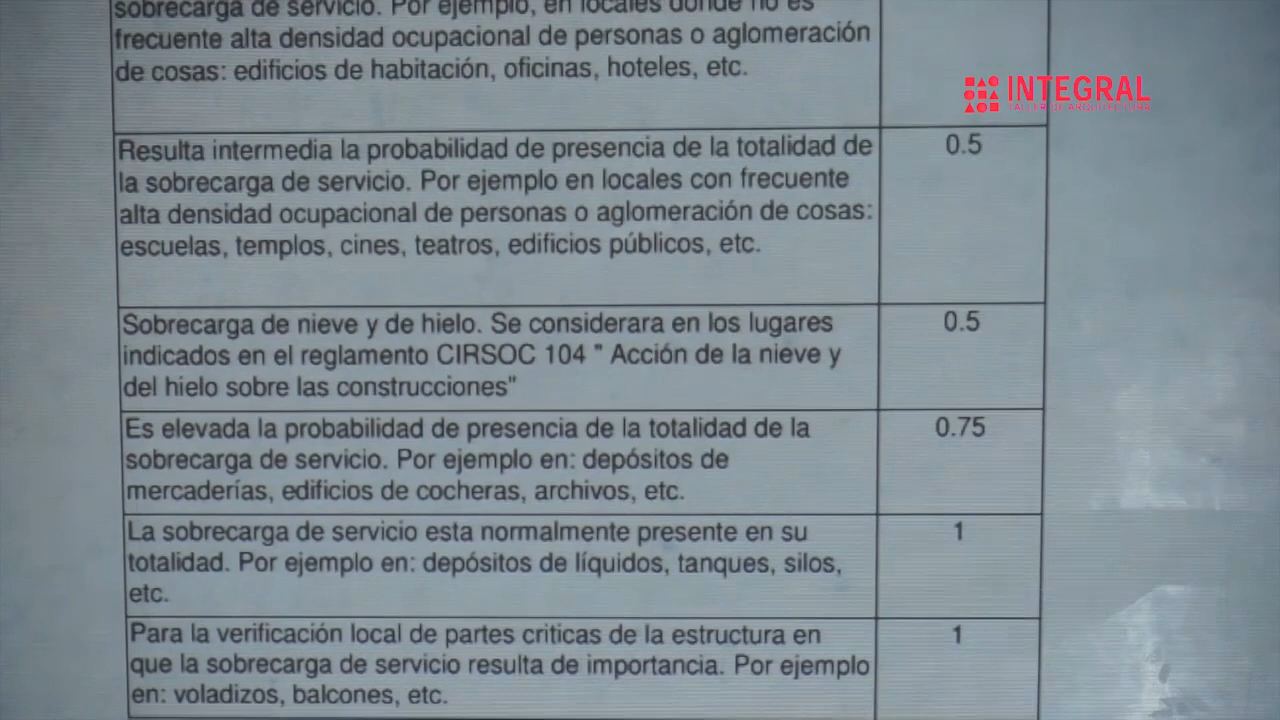 sobrecarga de servicio. Por ejemplo, en locales donde no es
frecuente alta densidad ocupacional de personas o aglomeración
de cosas: edificios de habitación, oficinas, hoteles, etc.
INTEGRAL
TALLER DE ARQUITECTURA
Resulta intermedia la probabilidad de presencia de la totalidad de
la sobrecarga de servicio. Por ejemplo en locales con frecuente
alta densidad ocupacional de personas o aglomeración de cosas:
escuelas, templos, cines, teatros, edificios públicos, etc.
0.5
Sobrecarga de nieve y de hielo. Se considerara en los lugares
indicados en el reglamento CIRSOC 104 " Acción de la nieve y
del hielo sobre las construcciones"
0.5
Es elevada la probabilidad de presencia de la totalidad de la
sobrecarga de servicio. Por ejemplo en: depósitos de
mercaderías, edificios de cocheras, archivos, etc.
0.75
La sobrecarga de servicio esta normalmente presente en su
totalidad. Por ejemplo en: depósitos de líquidos, tanques, silos,
etc.
1
Para la verificación local de partes criticas de la estructura en
que la sobrecarga de servicio resulta de importancia. Por ejemplo
en: voladizos, balcones, etc.
1